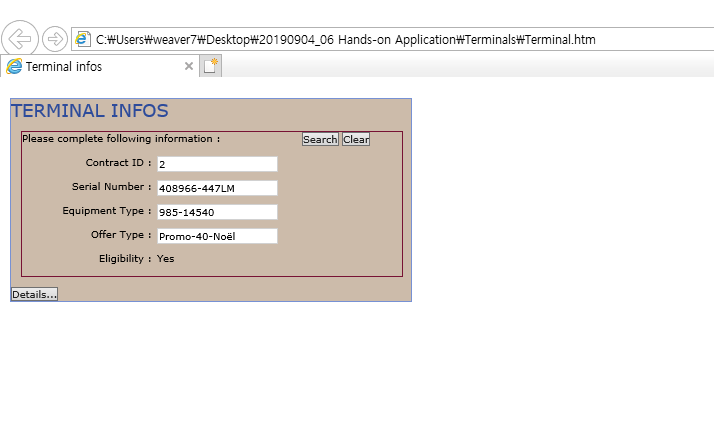 C:₩Users₩weaver7₩Desktop₩20190904_06 Hands-on Application₩Terminals₩Terminal.htm
Terminal infos
TERMINAL INFOS
Please complete following information : Search Clear
Contract ID : 2
Serial Number : 408966-447LM
Equipment Type : 985-14540
Offer Type : Promo-40-Noël
Eligibility : Yes
Details...